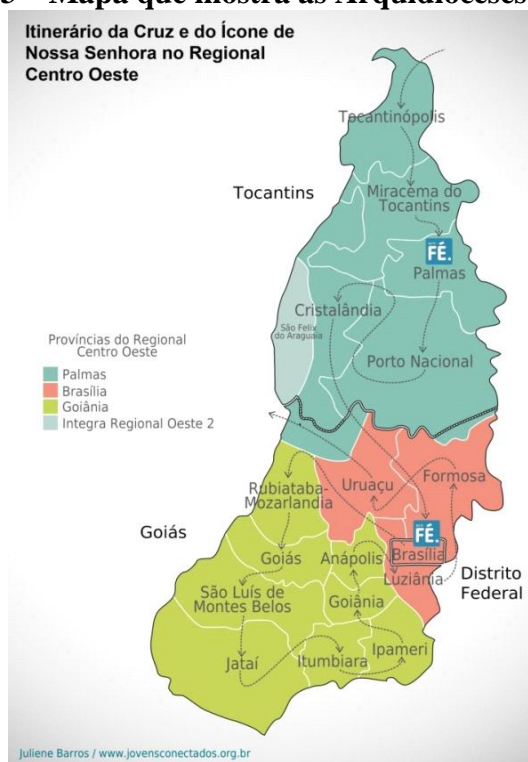 Mapa que mostra as Arquidioceses
Itinerário da Cruz e do Ícone de
Nossa Senhora no Regional
Centro Oeste
Tocantinópolis
Tocantins
Miracema do
Tocantins
FÉ.
Palmas
Cristalândia
São Felix
do Araguaia
Porto Nacional
Províncias do Regional
Centro Oeste
Palmas
Brasília
Goiânia
Integra Regional Oeste 2
Formosa
Uruaçu
Rubiataba-
Mozarlandia
Goiás
FÉ.
Brasília
Goiás
Anápolis
Luziânia
Distrito
Federal
São Luís de
Montes Belos
Goiânia
Ipameri
Jataí
Itumbiara
Juliene Barros / www.jovensconectados.org.br